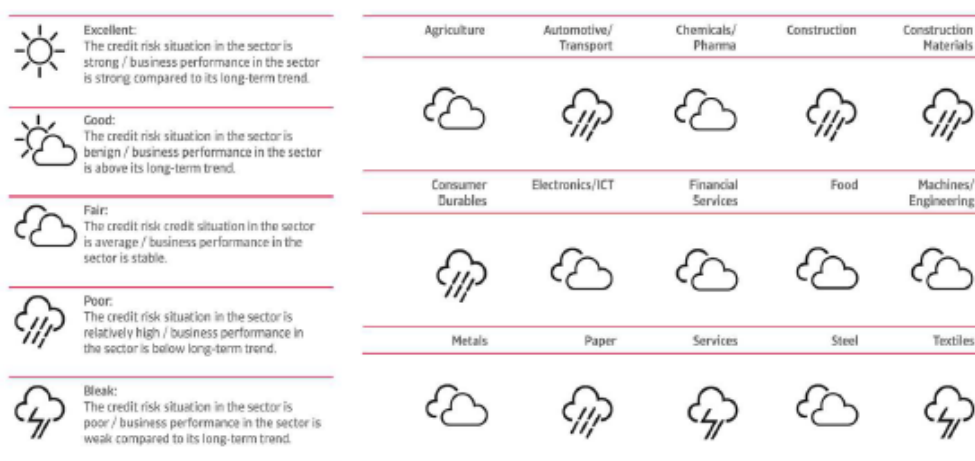 Excellent:
The credit risk situation in the sector is
strong / business performance in the sector
is strong compared to its long-term trend.
Good:
The credit risk situation in the sector is
benign / business performance in the sector
is above its long-term trend.
Fair:
The credit risk credit situation in the sector
is average / business performance in the
sector is stable.
Poor:
The credit risk situation in the sector is
relatively high / business performance in
the sector is below long-term trend.
Bleak:
The credit risk situation in the sector is
poor / business performance in the sector is
weak compared to its long-term trend.
Agriculture
Automotive/
Transport
Chemicals/
Pharma
Construction
Construction
Materials
Consumer
Durables
Electronics/ICT
Financial
Services
Food
Machines/
Engineering
Metals
Paper
Services
Steel
Textiles